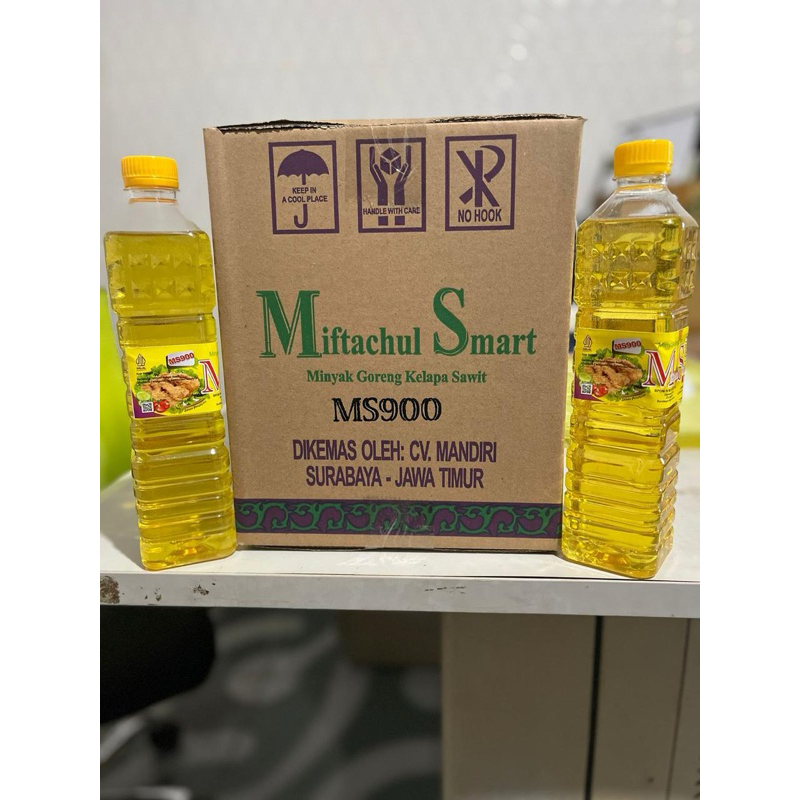 KEEP IN
A COOL PLACE
HANDLE WITH CARE
NO HOOK
Miftachul Smart
Minyak Goreng Kelapa Sawit
MS900
DIKEMAS OLEH: CV. MANDIRI
SURABAYA - JAWA TIMUR
MS900
MS900